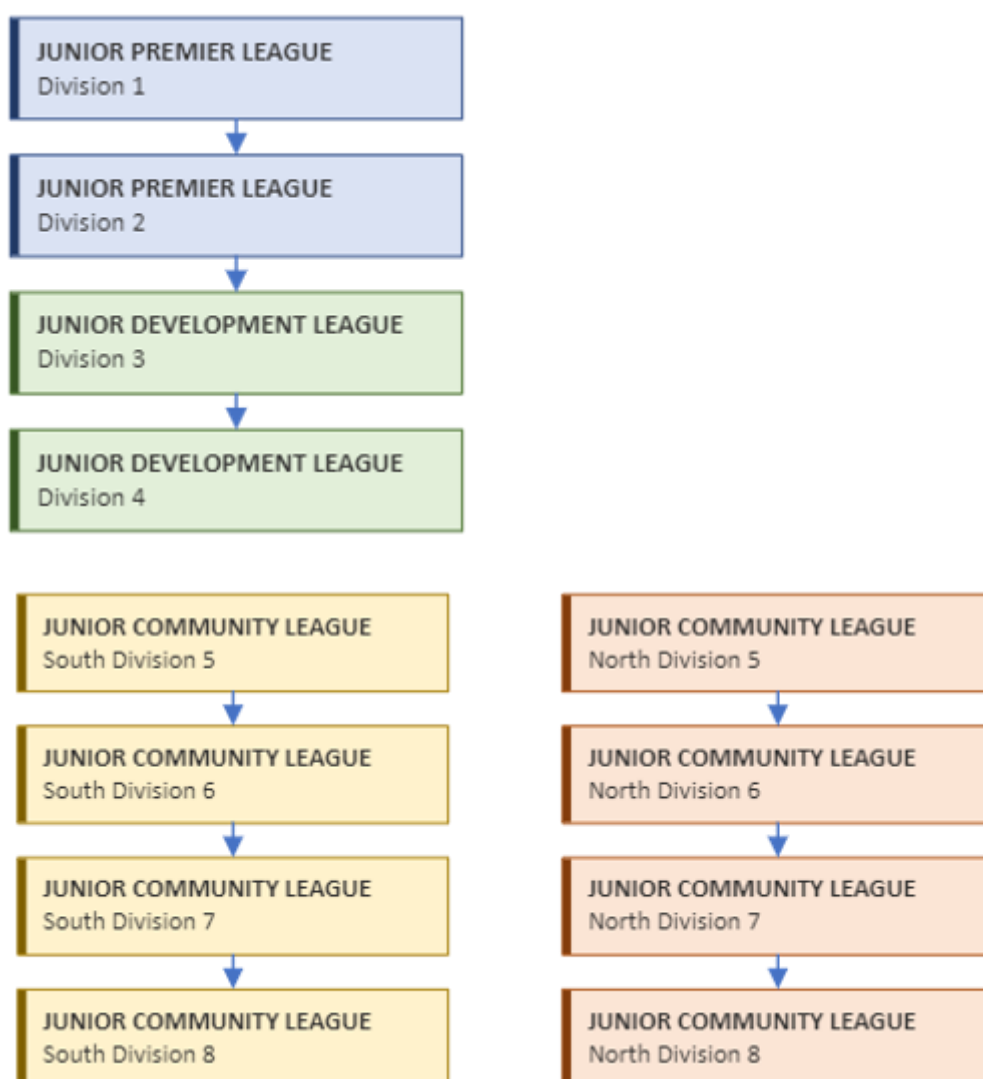 JUNIOR PREMIER LEAGUE
Division 1
JUNIOR PREMIER LEAGUE
Division 2
JUNIOR DEVELOPMENT LEAGUE
Division 3
JUNIOR DEVELOPMENT LEAGUE
Division 4
JUNIOR COMMUNITY LEAGUE
South Division 5
JUNIOR COMMUNITY LEAGUE
South Division 6
JUNIOR COMMUNITY LEAGUE
South Division 7
JUNIOR COMMUNITY LEAGUE
South Division 8
JUNIOR COMMUNITY LEAGUE
North Division 5
JUNIOR COMMUNITY LEAGUE
North Division 6
JUNIOR COMMUNITY LEAGUE
North Division 7
JUNIOR COMMUNITY LEAGUE
North Division 8